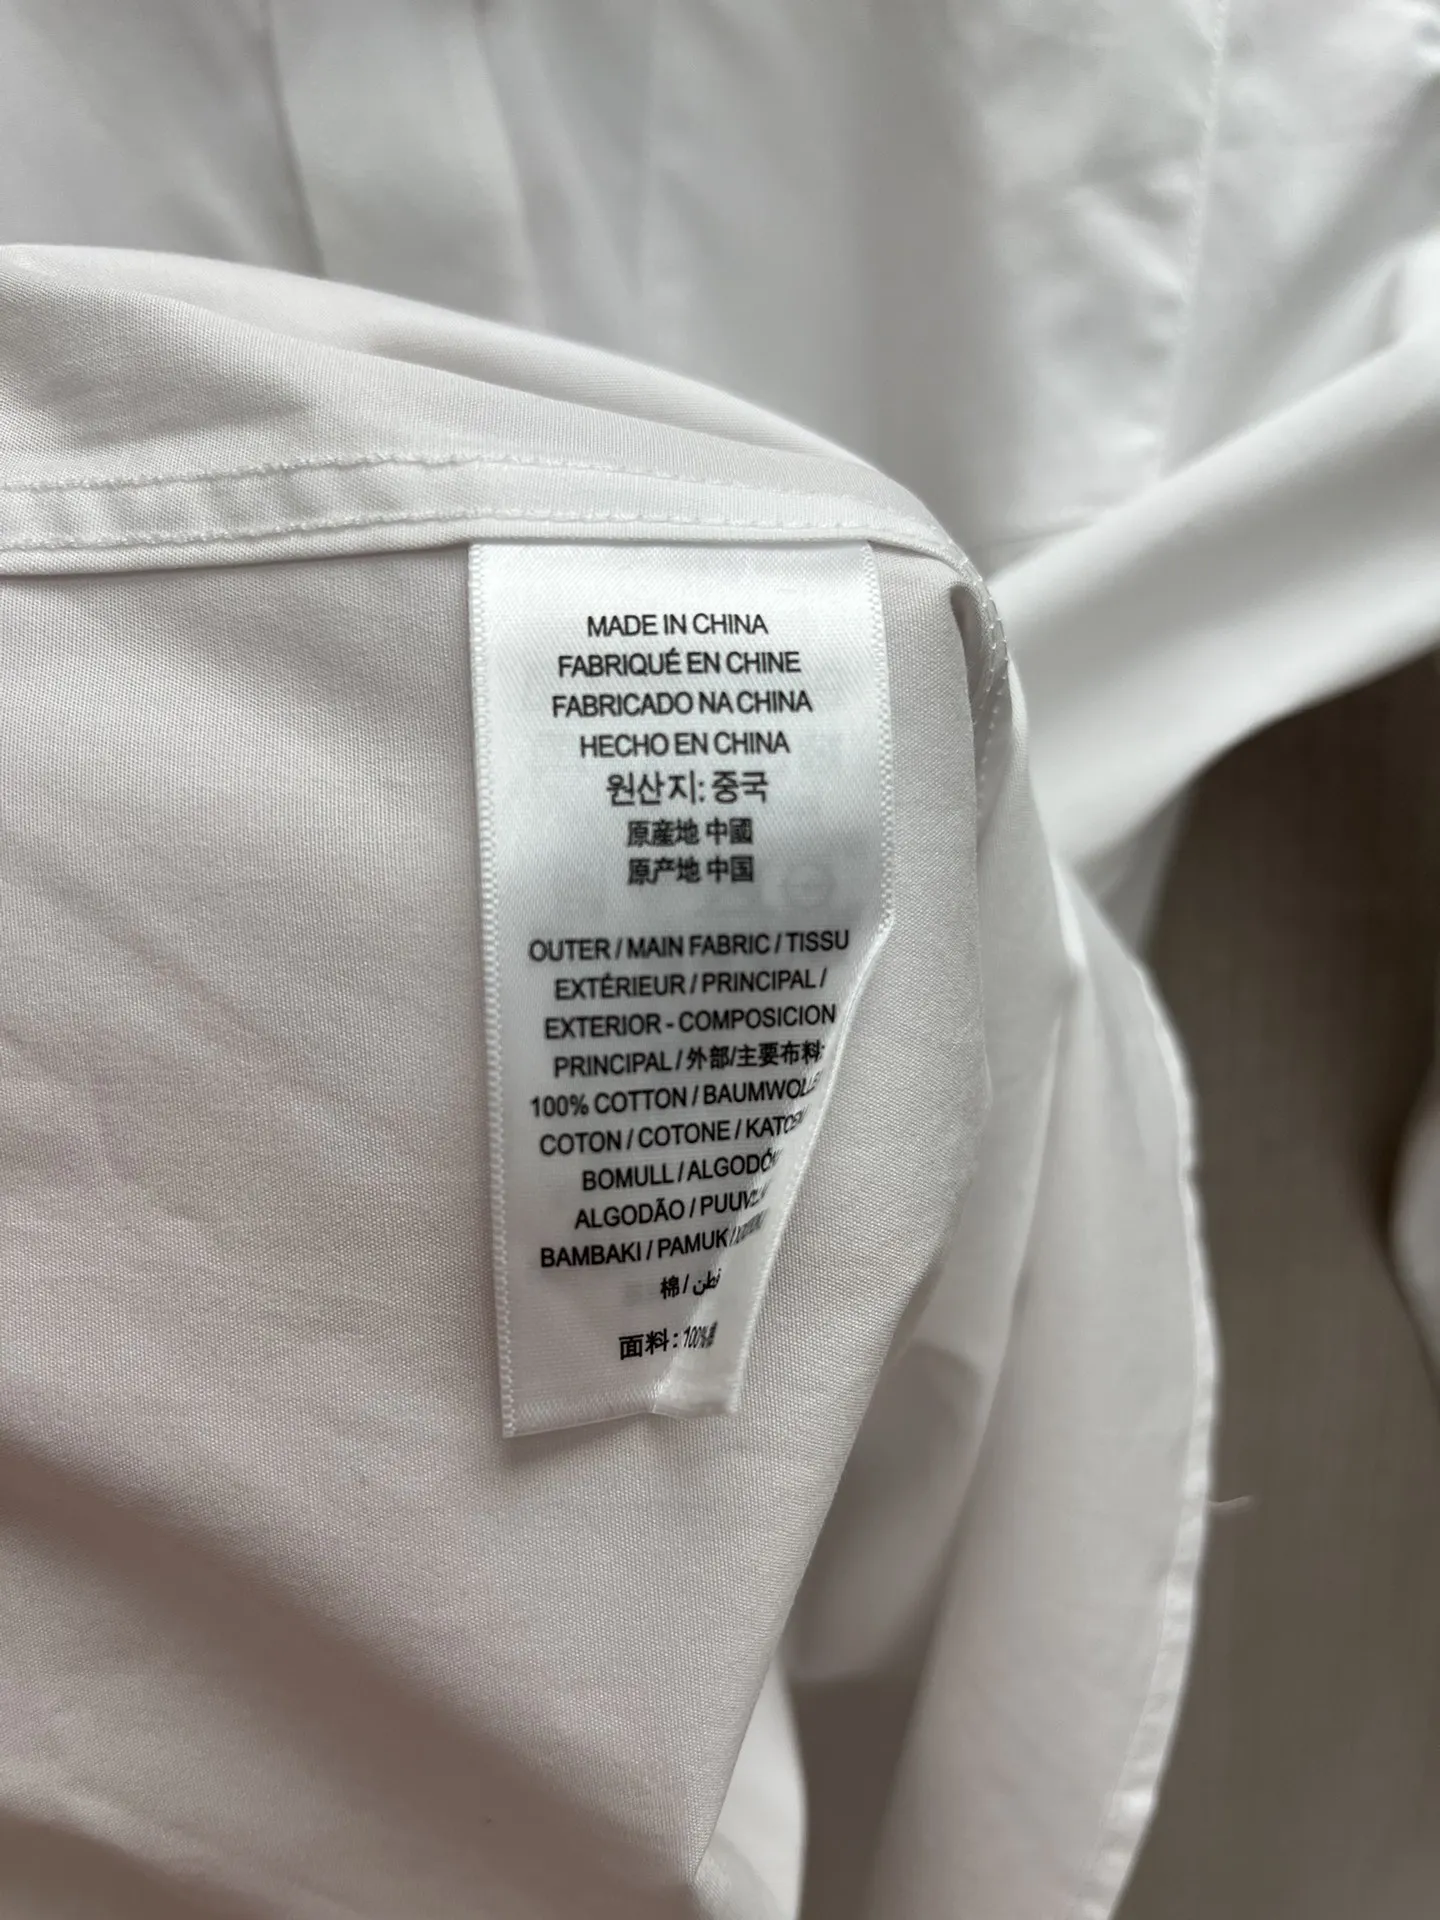 MADE IN CHINA
FABRIQUÉ EN CHINE
FABRICADO NA CHINA
HECHO EN CHINA
원산지: 중국
原産地 中國
原产地 中国
OUTER / MAIN FABRIC / TISSU
EXTÉRIEUR / PRINCIPAL /
EXTERIOR - COMPOSICION
PRINCIPAL / 外部/主要布料:
100% COTTON / BAUMWOLLE
COTON / COTONE /
BOMULL / ALGODÓN
ALGODÃO /
BAMBAKI / PAMUK /
棉 / قطن
面料: 100%棉